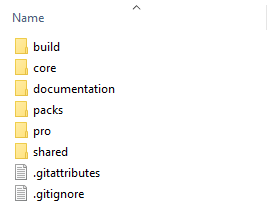 Name
build
core
documentation
packs
pro
shared
.gitattributes
.gitignore